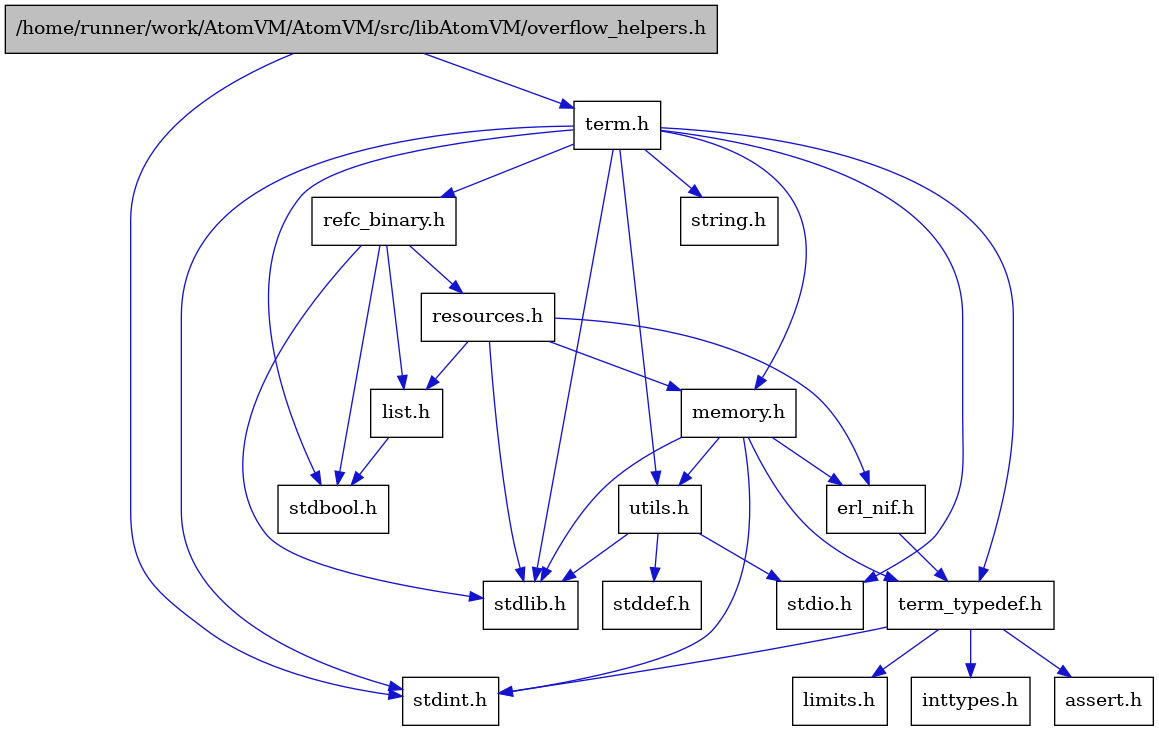 /home/runner/work/AtomVM/AtomVM/src/libAtomVM/overflow_helpers.h
term.h
refc_binary.h
string.h
resources.h
list.h
memory.h
stdbool.h
utils.h
erl_nif.h
stdlib.h
stddef.h
stdio.h
term_typedef.h
stdint.h
limits.h
inttypes.h
assert.h